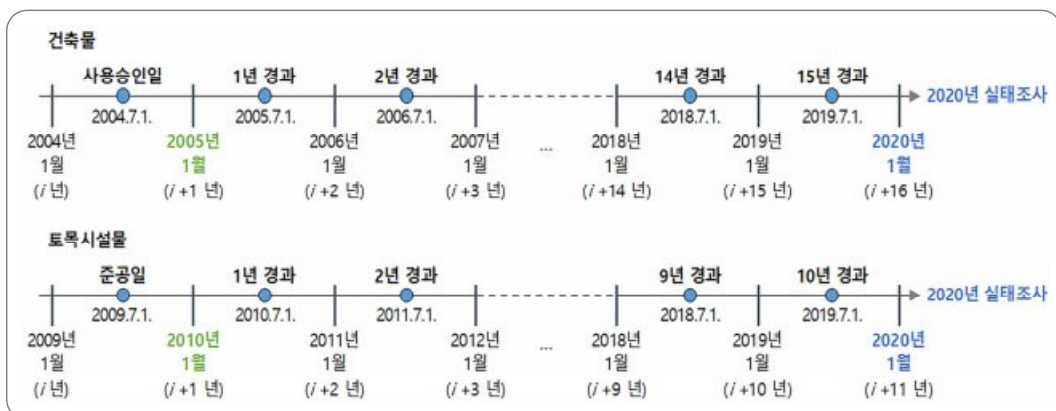 건축물
사용승인일 1년 경과 2년 경과 14년 경과 15년 경과
2020년 실태조사
2004.7.1. 2005.7.1. 2006.7.1. 2018.7.1. 2019.7.1.
2004년 2005년 2006년 2007년 2018년 2019년 2020년
1월 1월 1월 1월 ... 1월 1월 1월
(i 년) (i +1 년) (i +2 년) (i +3 년) (i +14 년) (i +15 년) (i +16 년)
토목시설물
준공일 1년 경과 2년 경과 9년 경과 10년 경과
2020년 실태조사
2009.7.1. 2010.7.1. 2011.7.1. 2018.7.1. 2019.7.1.
2009년 2010년 2011년 2012년 2018년 2019년 2020년
1월 1월 1월 1월 ... 1월 1월 1월
(i 년) (i +1 년) (i +2 년) (i +3 년) (i +9 년) (i +10 년) (i +11 년)